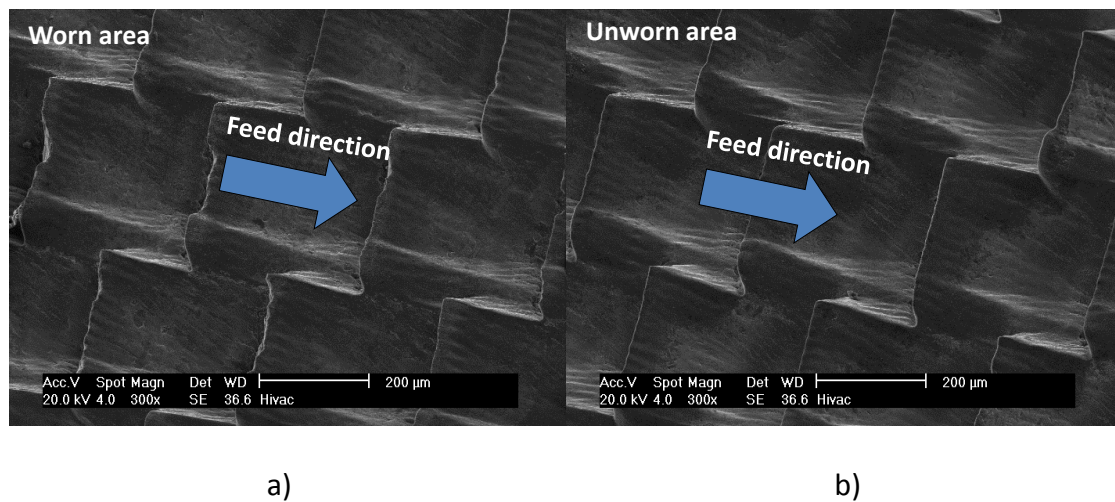 Worn area
Feed direction
Acc.V Spot Magn Det WD 200 µm
20.0 kV 4.0 300x SE 36.6 Hivac
a)
Unworn area
Feed direction
Acc.V Spot Magn Det WD 200 µm
20.0 kV 4.0 300x SE 36.6 Hivac
b)